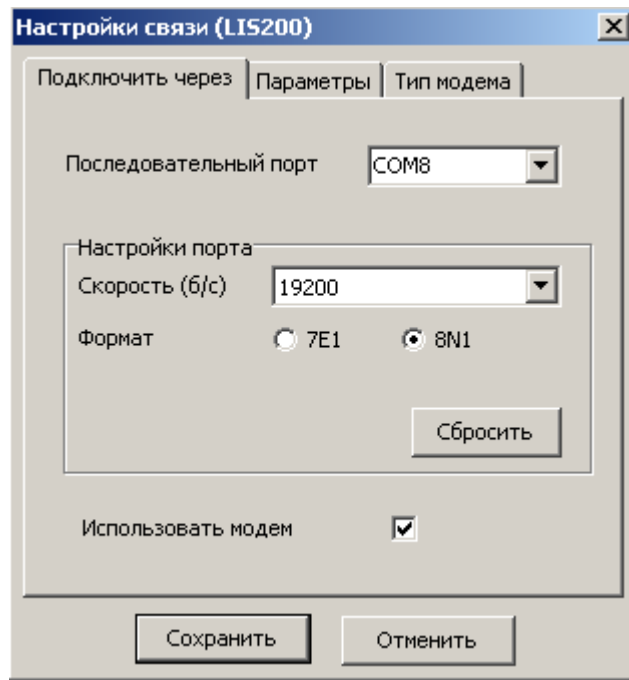 Настройки связи (LIS200)
Подключить через Параметры Тип модема
Последовательный порт COM8
Настройки порта
Скорость (б/с) 19200
Формат 7E1 8N1
Сбросить
Использовать модем
Сохранить Отменить